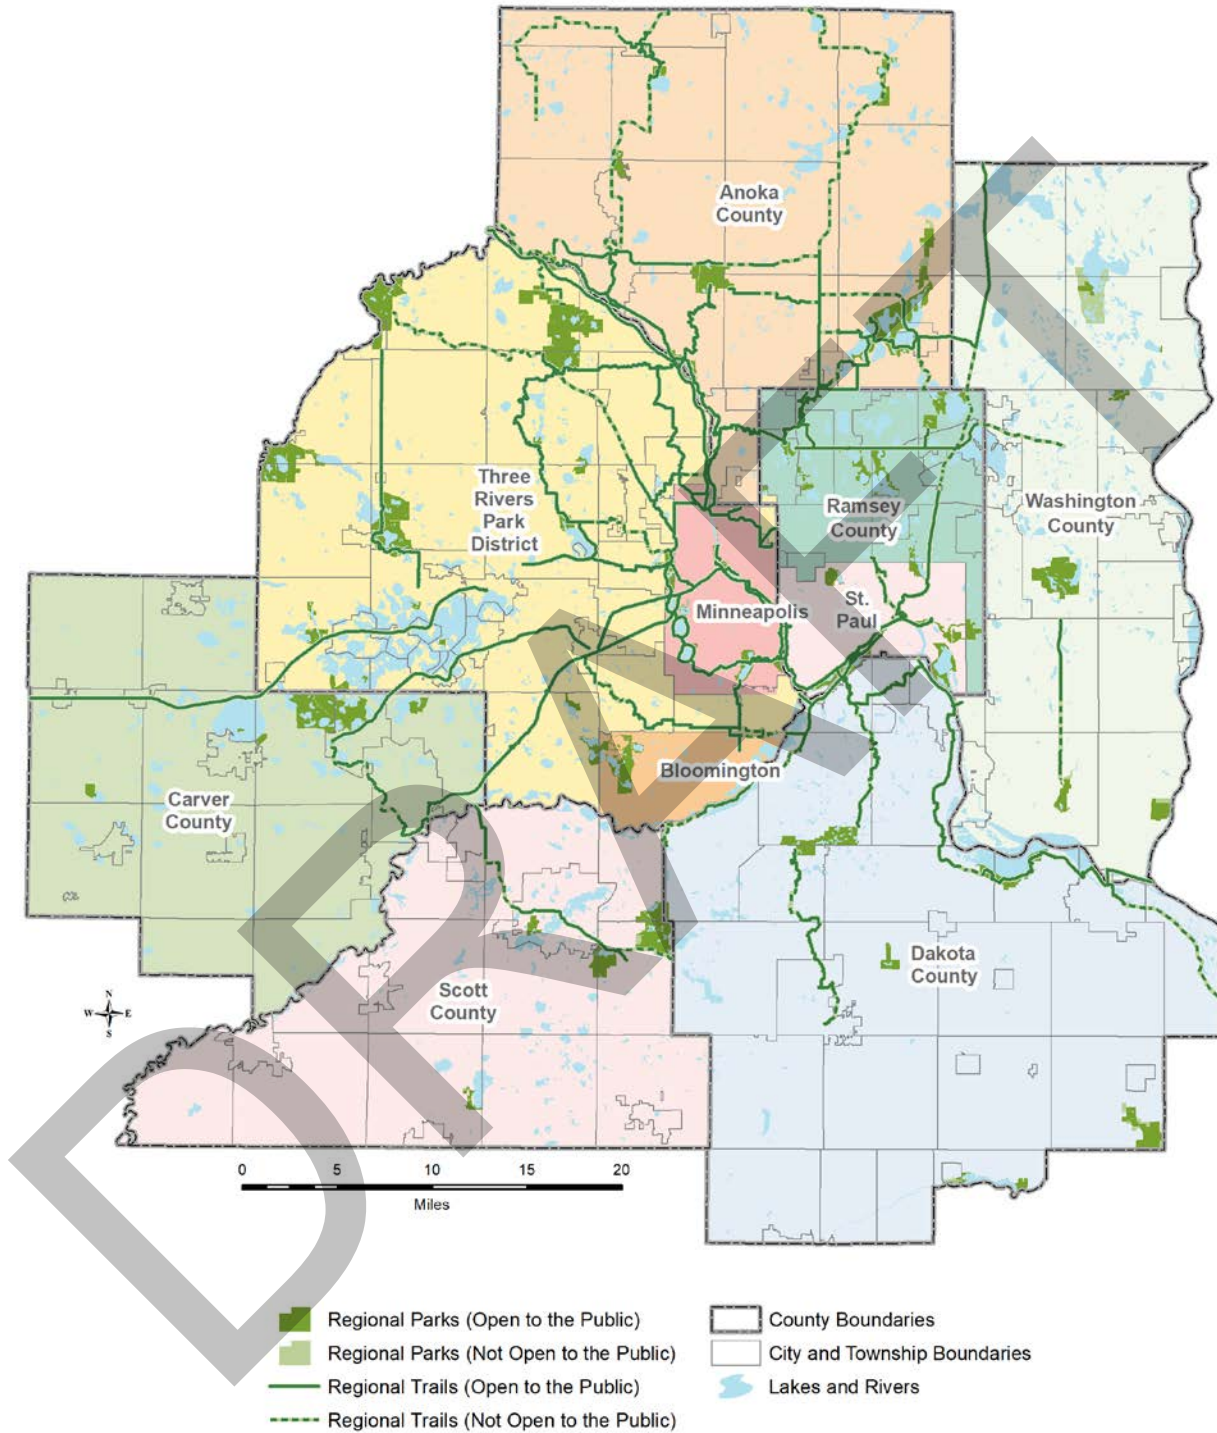 Anoka
County
Three
Rivers
Park
District
Ramsey
County
Washington
County
Minneapolis
St.
Paul
Bloomington
Carver
County
Dakota
County
Scott
County
N
W E
S
0 5 10 15 20
Miles
DRAFT
Regional Parks (Open to the Public)
Regional Parks (Not Open to the Public)
Regional Trails (Open to the Public)
Regional Trails (Not Open to the Public)
County Boundaries
City and Township Boundaries
Lakes and Rivers